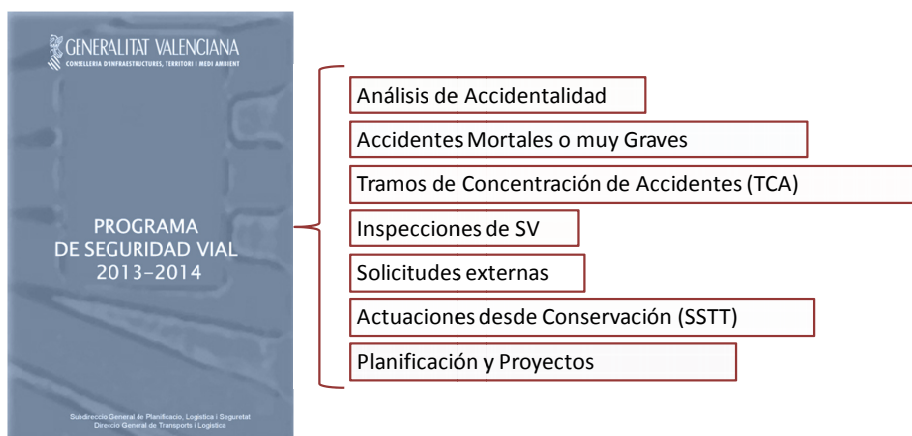 GENERALITAT VALENCIANA
CONSELLERIA D'INFRAESTRUCTURES, TERRITORI I MEDI AMBIENT
PROGRAMA
DE SEGURIDAD VIAL
2013-2014
Subdirecció General de Planificació, Logística i Seguretat
Direcció General de Transports i Logística
Análisis de Accidentalidad
Accidentes Mortales o muy Graves
Tramos de Concentración de Accidentes (TCA)
Inspecciones de SV
Solicitudes externas
Actuaciones desde Conservación (SSTT)
Planificación y Proyectos